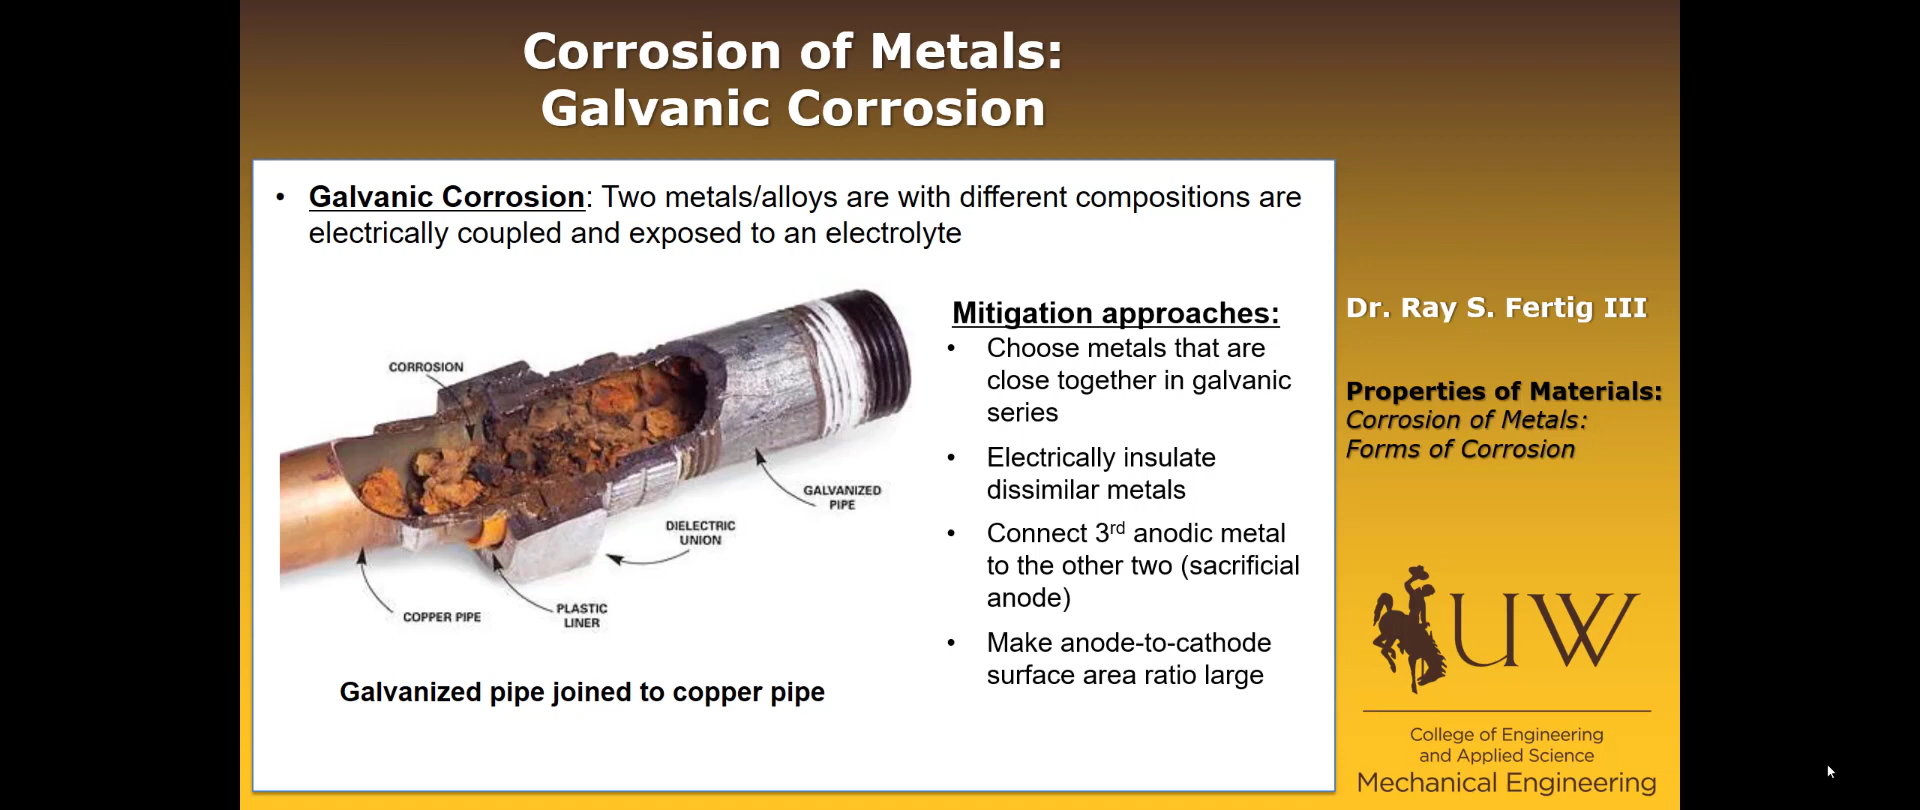 Corrosion of Metals:
Galvanic Corrosion
• Galvanic Corrosion: Two metals/alloys are with different compositions are
electrically coupled and exposed to an electrolyte
CORROSION
GALVANIZED
PIPE
DIELECTRIC
UNION
PLASTIC
LINER
COPPER PIPE
Galvanized pipe joined to copper pipe
Mitigation approaches:
• Choose metals that are
close together in galvanic
series
• Electrically insulate
dissimilar metals
• Connect 3rd anodic metal
to the other two (sacrificial
anode)
• Make anode-to-cathode
surface area ratio large
Dr. Ray S. Fertig III
Properties of Materials:
Corrosion of Metals:
Forms of Corrosion
UW
College of Engineering
and Applied Science
Mechanical Engineering